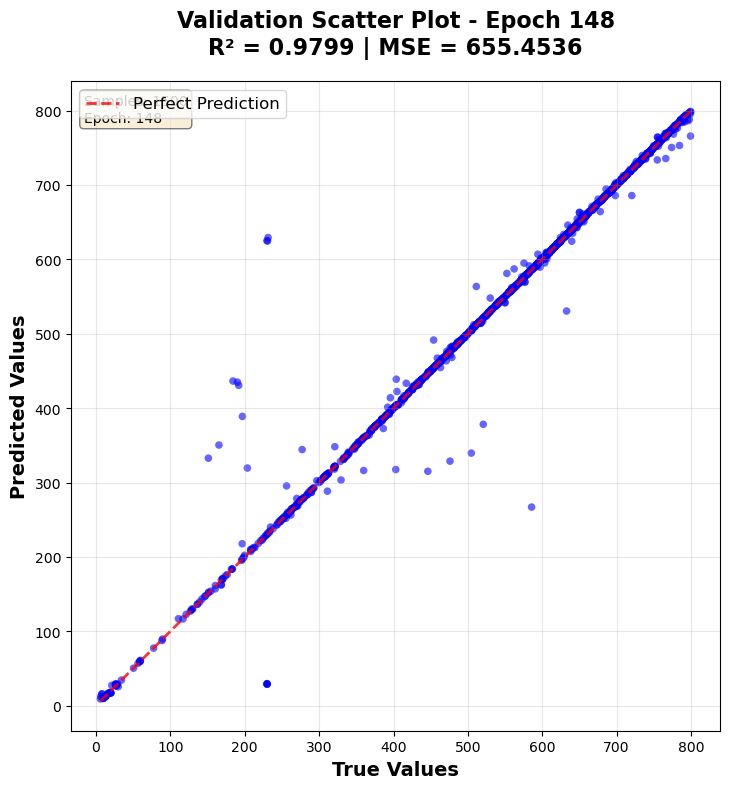 Validation Scatter Plot - Epoch 148
R² = 0.9799 | MSE = 655.4536
Perfect Prediction
Epoch: 148
Predicted Values
800
700
600
500
400
300
200
100
0
0 100 200 300 400 500 600 700 800
True Values